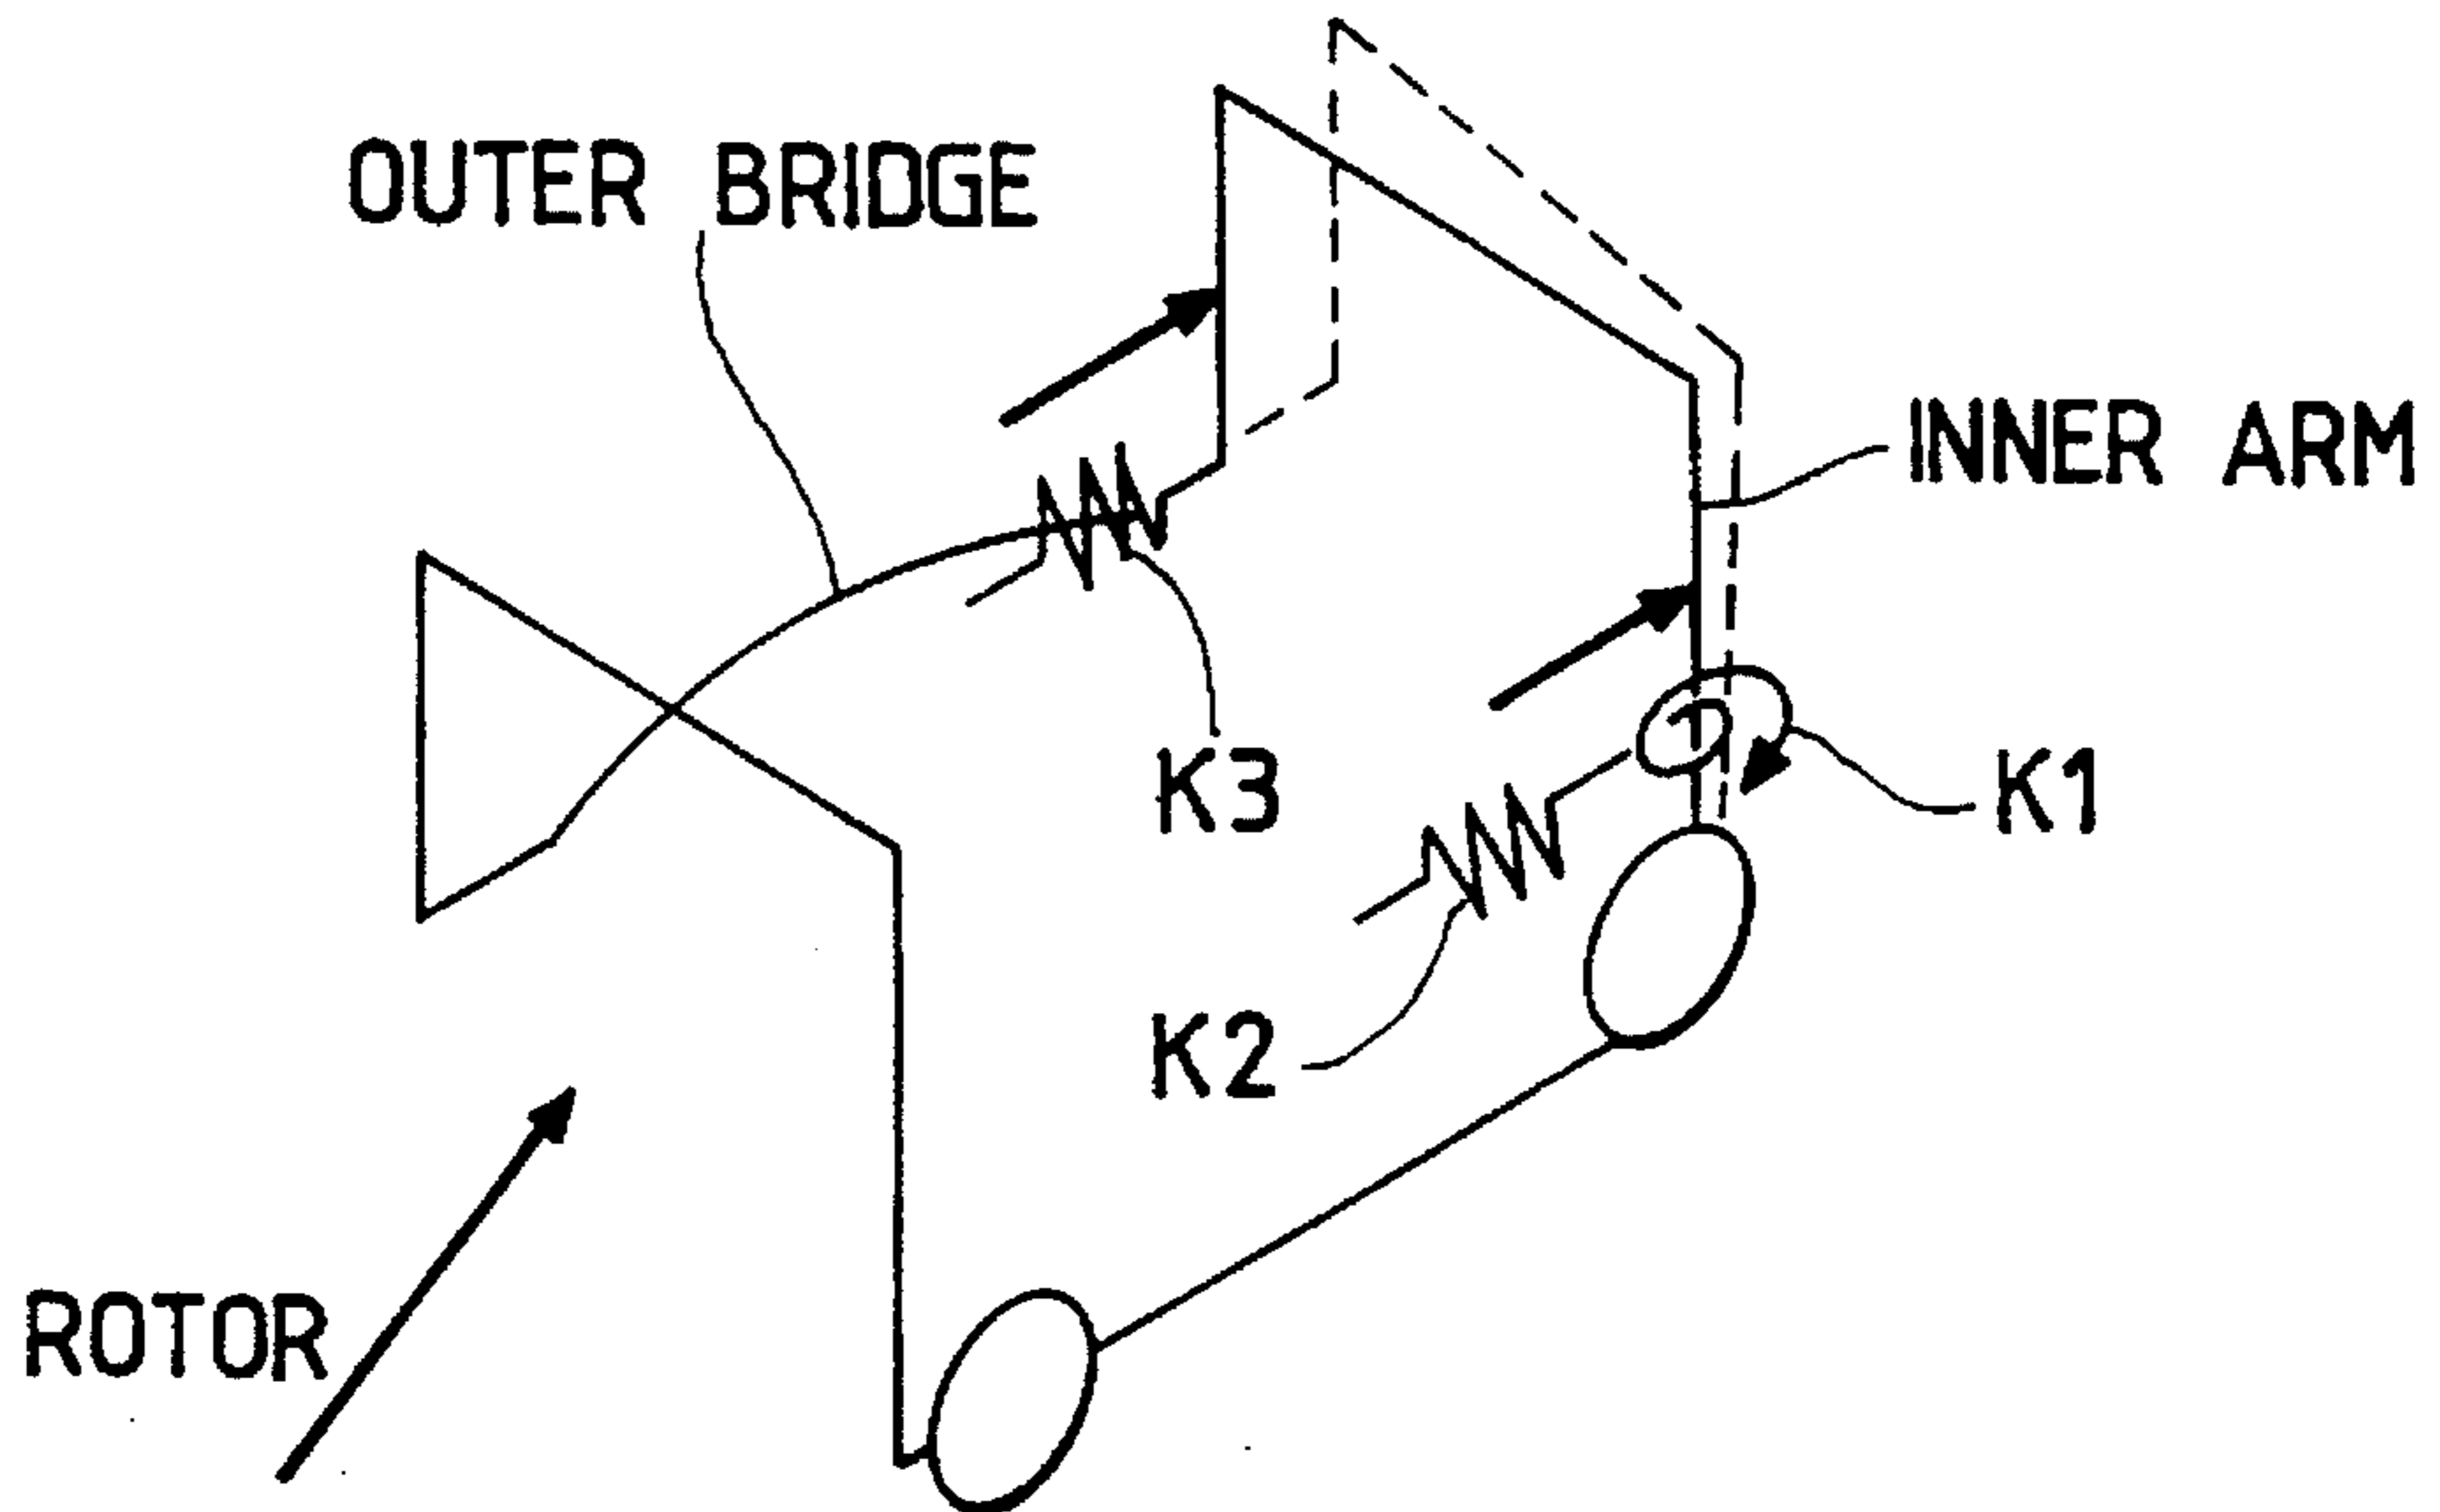 OUTER BRIDGE
INNER ARM
K3
K1
K2
ROTOR